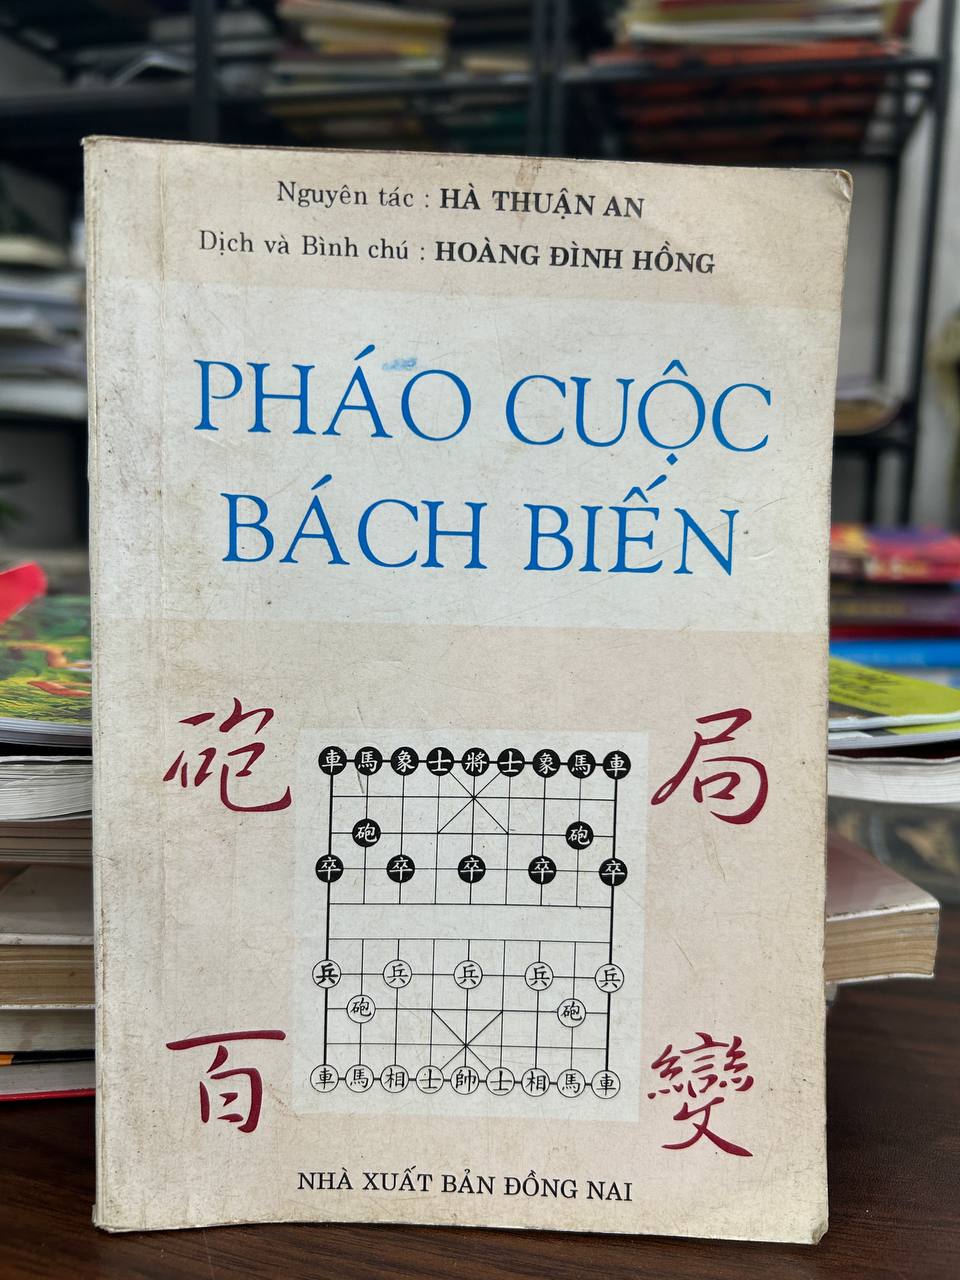 Nguyên tác : HÀ THUẬN AN
Dịch và Bình chú : HOÀNG ĐÌNH HỒNG
PHÁO CUỘC
BÁCH BIẾN
砲 局
車馬象士將士象馬車
砲 砲
卒 卒 卒 卒 卒
兵 兵 兵 兵 兵
砲 砲
車馬相士帥士相馬車
百 變
NHÀ XUẤT BẢN ĐỒNG NAI